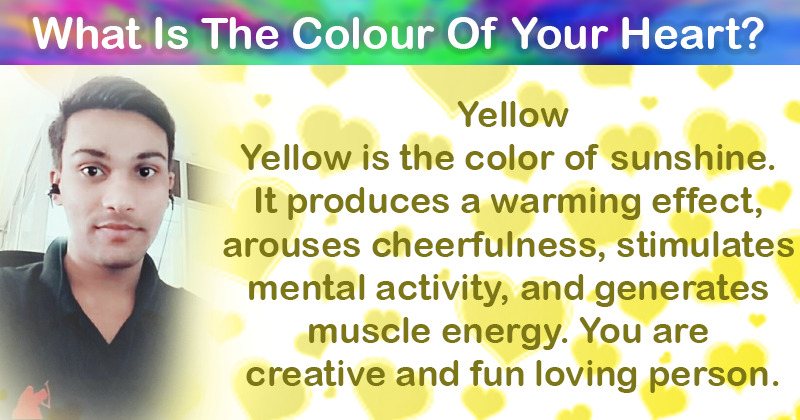 What Is The Colour Of Your Heart?
Yellow
Yellow is the color of sunshine.
It produces a warming effect,
arouses cheerfulness, stimulates
mental activity, and generates
muscle energy. You are
creative and fun loving person.